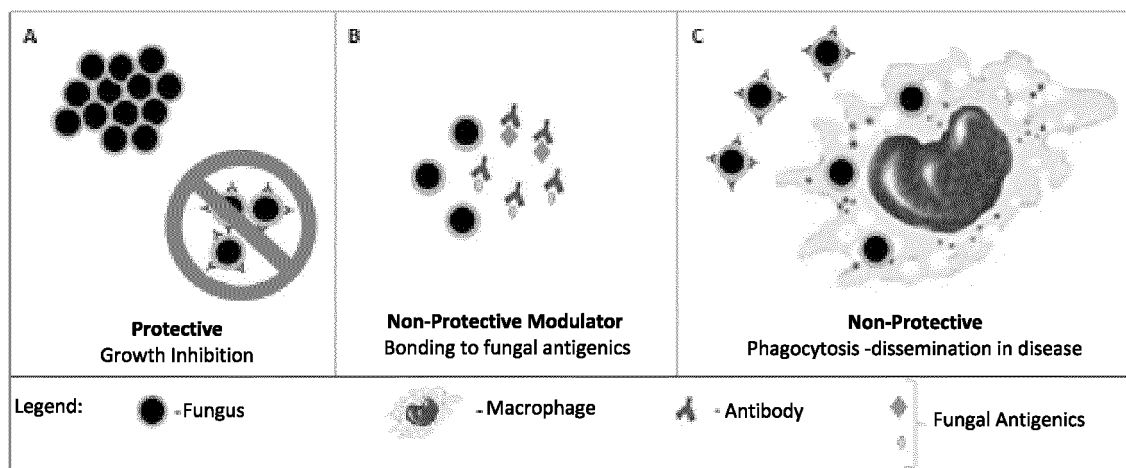 A
B
C
Protective
Growth Inhibition
Non-Protective Modulator
Bonding to fungal antigenics
Non-Protective
Phagocytosis -dissemination in disease
Legend:
-Fungus
-Macrophage
-Antibody
Fungal Antigenics